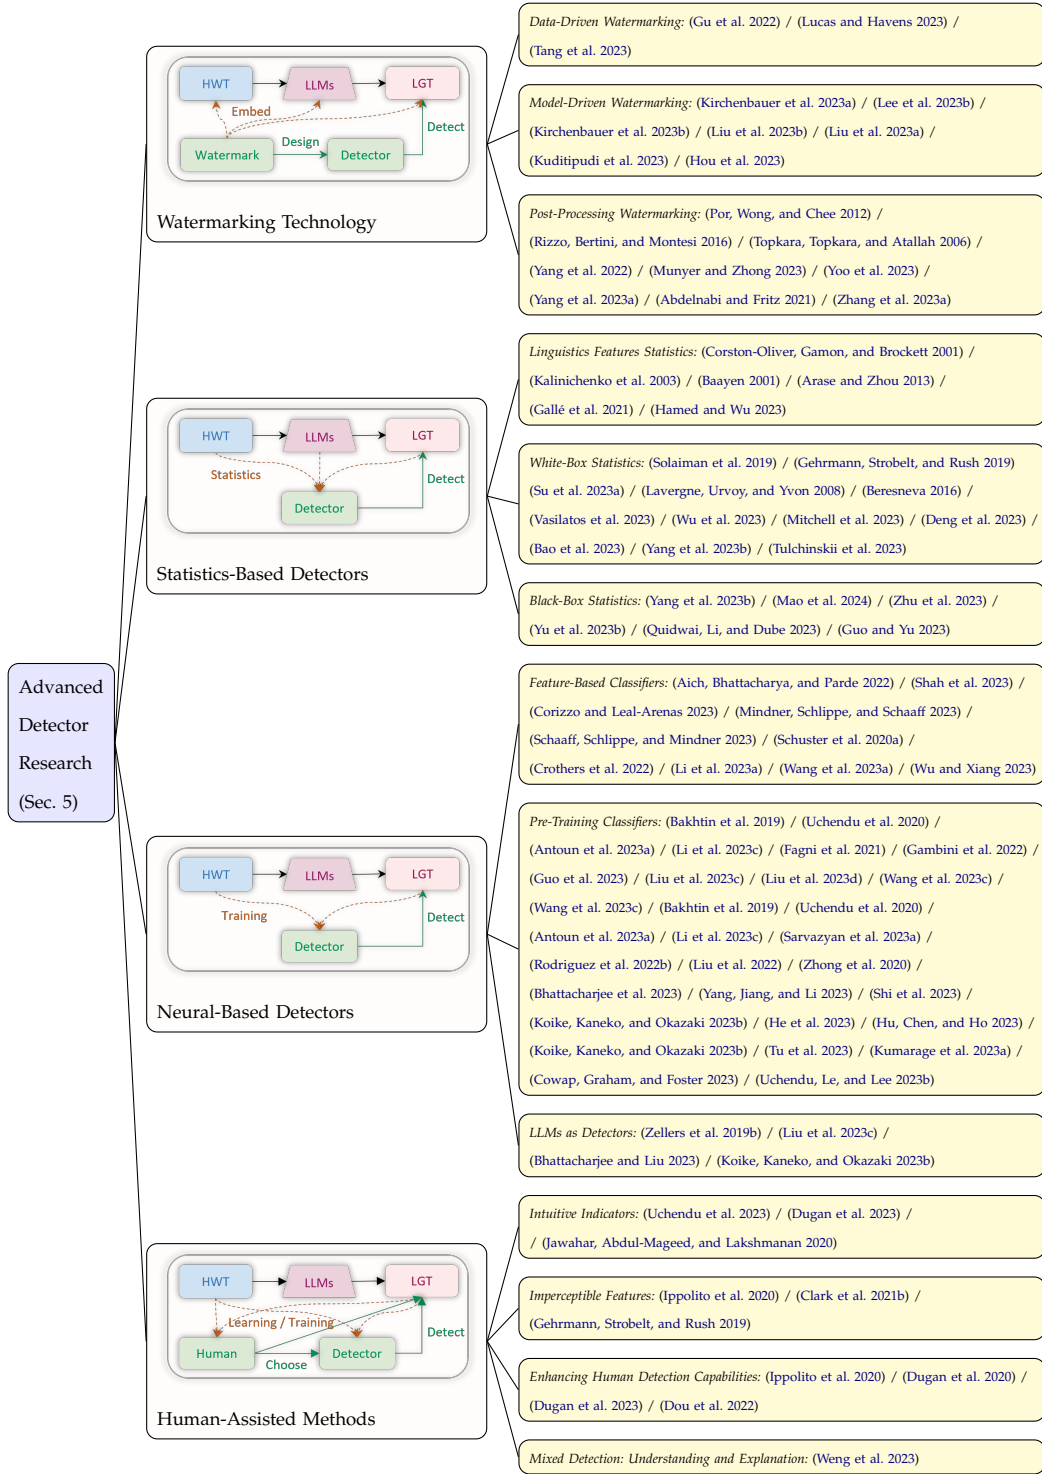 Advanced
Detector
Research
(Sec. 5)
HWT
LLMs
LGT
Embed
Detect
Design
Watermark
Detector
Watermarking Technology
Data-Driven Watermarking: (Gu et al. 2022) / (Lucas and Havens 2023) /
(Tang et al. 2023)
Model-Driven Watermarking: (Kirchenbauer et al. 2023a) / (Lee et al. 2023b) /
(Kirchenbauer et al. 2023b) / (Liu et al. 2023b) / (Liu et al. 2023a) /
(Kuditipudi et al. 2023) / (Hou et al. 2023)
Post-Processing Watermarking: (Por, Wong, and Chee 2012) /
(Rizzo, Bertini, and Montesi 2016) / (Topkara, Topkara, and Atallah 2006) /
(Yang et al. 2022) / (Munyer and Zhong 2023) / (Yoo et al. 2023) /
(Yang et al. 2023a) / (Abdelnabi and Fritz 2021) / (Zhang et al. 2023a)
HWT
LLMs
LGT
Statistics
Detect
Detector
Statistics-Based Detectors
Linguistics Features Statistics: (Corston-Oliver, Gamon, and Brockett 2001) /
(Kalinichenko et al. 2003) / (Baayen 2001) / (Arase and Zhou 2013) /
(Gallé et al. 2021) / (Hamed and Wu 2023)
White-Box Statistics: (Solaiman et al. 2019) / (Gehrmann, Strobelt, and Rush 2019)
(Su et al. 2023a) / (Lavergne, Urvoy, and Yvon 2008) / (Beresneva 2016) /
(Vasilatos et al. 2023) / (Wu et al. 2023) / (Mitchell et al. 2023) / (Deng et al. 2023) /
(Bao et al. 2023) / (Yang et al. 2023b) / (Tulchinskii et al. 2023)
Black-Box Statistics: (Yang et al. 2023b) / (Mao et al. 2024) / (Zhu et al. 2023) /
(Yu et al. 2023b) / (Quidwai, Li, and Dube 2023) / (Guo and Yu 2023)
HWT
LLMs
LGT
Training
Detect
Detector
Neural-Based Detectors
Feature-Based Classifiers: (Aich, Bhattacharya, and Parde 2022) / (Shah et al. 2023) /
(Corizzo and Leal-Arenas 2023) / (Mindner, Schlippe, and Schaaff 2023) /
(Schaaff, Schlippe, and Mindner 2023) / (Schuster et al. 2020a) /
(Crothers et al. 2022) / (Li et al. 2023a) / (Wang et al. 2023a) / (Wu and Xiang 2023)
Pre-Training Classifiers: (Bakhtin et al. 2019) / (Uchendu et al. 2020) /
(Antoun et al. 2023a) / (Li et al. 2023c) / (Fagni et al. 2021) / (Gambini et al. 2022) /
(Guo et al. 2023) / (Liu et al. 2023c) / (Liu et al. 2023d) / (Wang et al. 2023c) /
(Wang et al. 2023c) / (Bakhtin et al. 2019) / (Uchendu et al. 2020) /
(Antoun et al. 2023a) / (Li et al. 2023c) / (Sarvazyan et al. 2023a) /
(Rodriguez et al. 2022b) / (Liu et al. 2022) / (Zhong et al. 2020) /
(Bhattacharjee et al. 2023) / (Yang, Jiang, and Li 2023) / (Shi et al. 2023) /
(Koike, Kaneko, and Okazaki 2023b) / (He et al. 2023) / (Hu, Chen, and Ho 2023) /
(Koike, Kaneko, and Okazaki 2023b) / (Tu et al. 2023) / (Kumarage et al. 2023a) /
(Cowap, Graham, and Foster 2023) / (Uchendu, Le, and Lee 2023b)
LLMs as Detectors: (Zellers et al. 2019b) / (Liu et al. 2023c) /
(Bhattacharjee and Liu 2023) / (Koike, Kaneko, and Okazaki 2023b)
HWT
LLMs
LGT
Learning / Training
Detect
Human
Choose
Detector
Human-Assisted Methods
Intuitive Indicators: (Uchendu et al. 2023) / (Dugan et al. 2023) /
/ (Jawahar, Abdul-Mageed, and Lakshmanan 2020)
Imperceptible Features: (Ippolito et al. 2020) / (Clark et al. 2021b) /
(Gehrmann, Strobelt, and Rush 2019)
Enhancing Human Detection Capabilities: (Ippolito et al. 2020) / (Dugan et al. 2020) /
(Dugan et al. 2023) / (Dou et al. 2022)
Mixed Detection: Understanding and Explanation: (Weng et al. 2023)